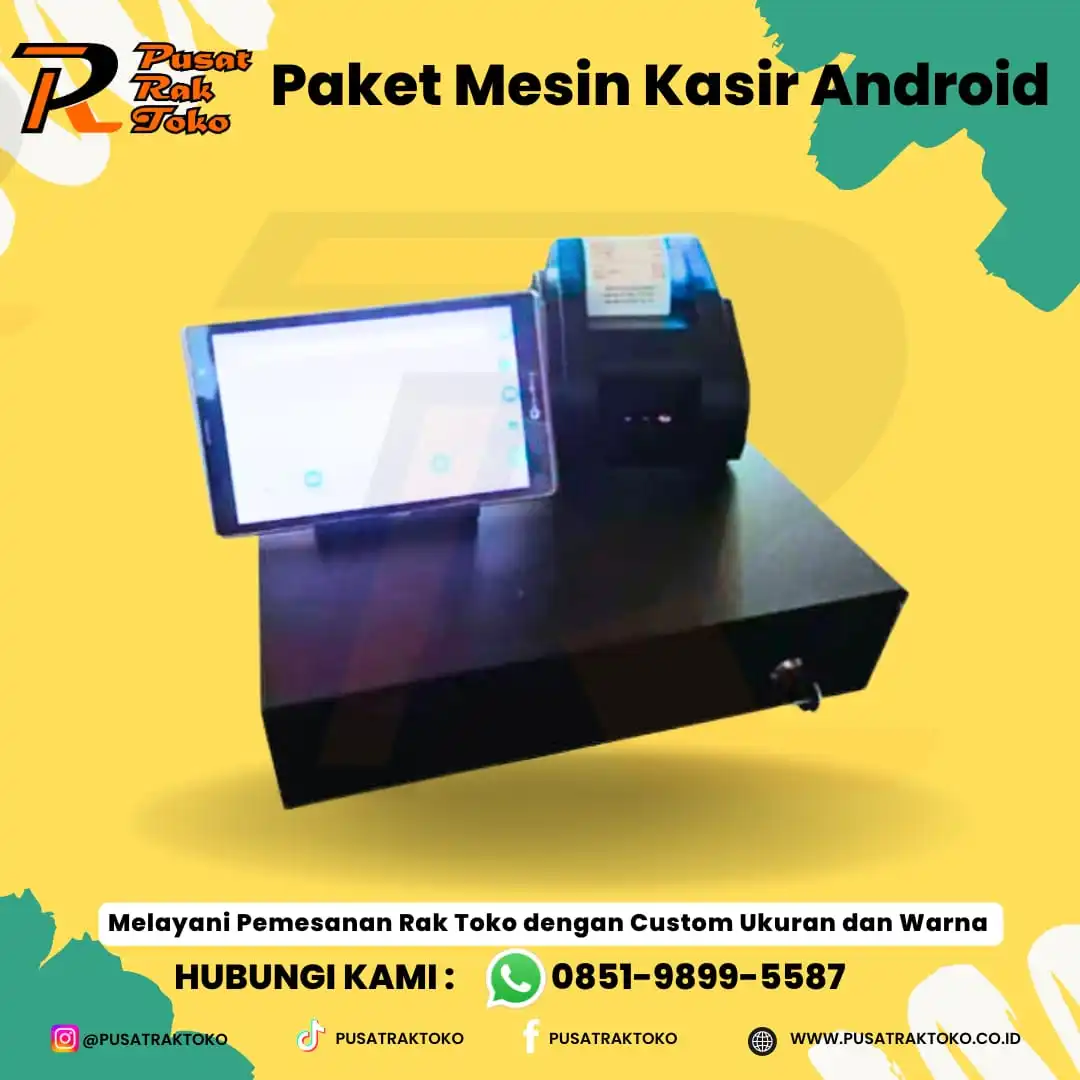 Pusat
Rak
Toko
Paket Mesin Kasir Android
Melayani Pemesanan Rak Toko dengan Custom Ukuran dan Warna
HUBUNGI KAMI : 0851-9899-5587
@PUSATRAKTOKO PUSATRAKTOKO PUSATRAKTOKO WWW.PUSATRAKTOKO.CO.ID